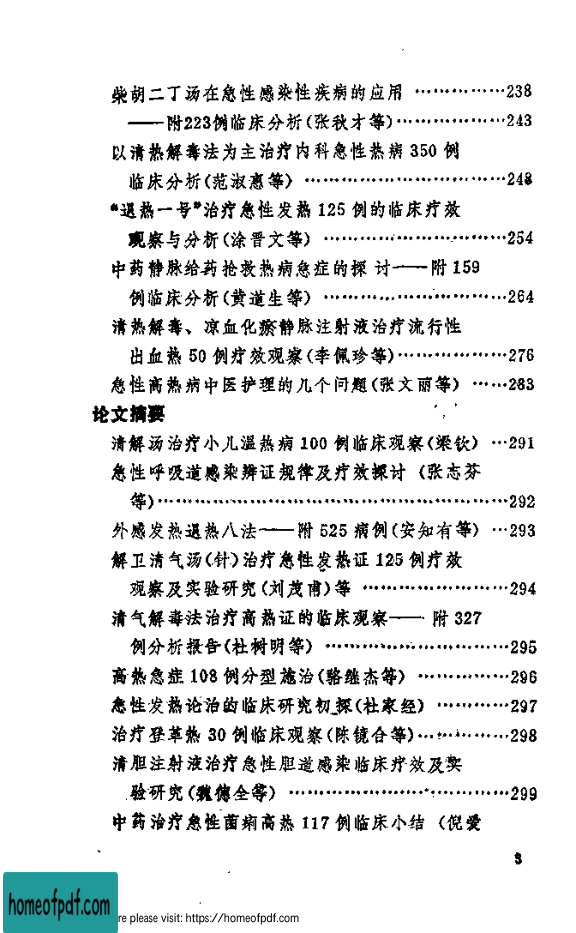 柴胡二丁汤在急性感染性疾病的应用 ……………238
——附223例临床分析(张秋才等)………………243
以清热解毒法为主治疗内科急性热病 350 例
临床分析(范淑惠等) ……………………………248
“退热一号”治疗急性发热 125 例的临床疗效
观察与分析(涂晋文等) …………………………254
中药静脉给药抢救热病急症的探 讨——附 159
例临床分析(黄道生等) …………………………264
清热解毒、凉血化瘀静脉注射液治疗流行性
出血热 50 例疗效观察(李佩珍等)………………276
急性高热病中医护理的几个问题(张文丽等) ……283
论文摘要
清解汤治疗小儿温热病 100 例临床观察(梁钦) …291
急性呼吸道感染辨证规律及疗效探讨 (张志芬
等)…………………………………………………292
外感发热退热八法——附 525 病例(安知有等) …293
解卫清气汤(针)治疗急性发热证 125 例疗效
观察及实验研究(刘茂甫)等 ……………………294
清气解毒法治疗高热证的临床观察—— 附 327
例分析报告(杜树明等) …………………………295
高热急症 108 例分型施治(骆继杰等) ……………296
急性发热论治的临床研究初探(杜家经) …………297
治疗登革热 30 例临床观察(陈镜合等)……………298
清胆注射液治疗急性胆道感染临床疗效及实
验研究(魏傅全等) ………………………………299
中药治疗急性菌痢高热 117 例临床小结 (倪爱
3
homeofpdf.com
re please visit: https://homeofpdf.com